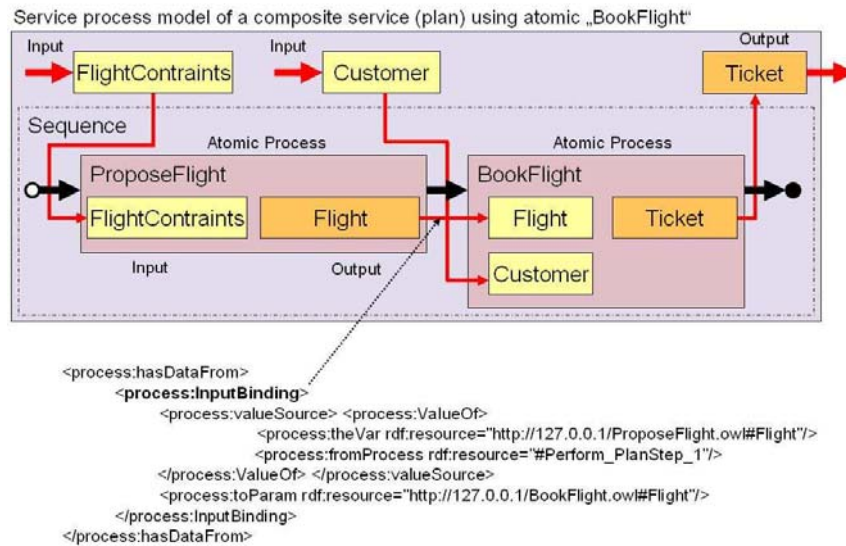 Service process model of a composite service (plan) using atomic „BookFlight“
Input
FlightContraints
Input
Customer
Output
Ticket
Sequence
Atomic Process
ProposeFlight
FlightContraints
Flight
Input
Output
Atomic Process
BookFlight
Flight
Ticket
Customer
<process:hasDataFrom>
<process:InputBinding>
<process:valueSource> <process:ValueOf>
<process:theVar rdf:resource="http://127.0.0.1/ProposeFlight.owl#Flight"/>
<process:fromProcess rdf:resource="#Perform_PlanStep_1"/>
</process:ValueOf> </process:valueSource>
<process:toParam rdf:resource="http://127.0.0.1/BookFlight.owl#Flight"/>
</process:InputBinding>
</process:hasDataFrom>